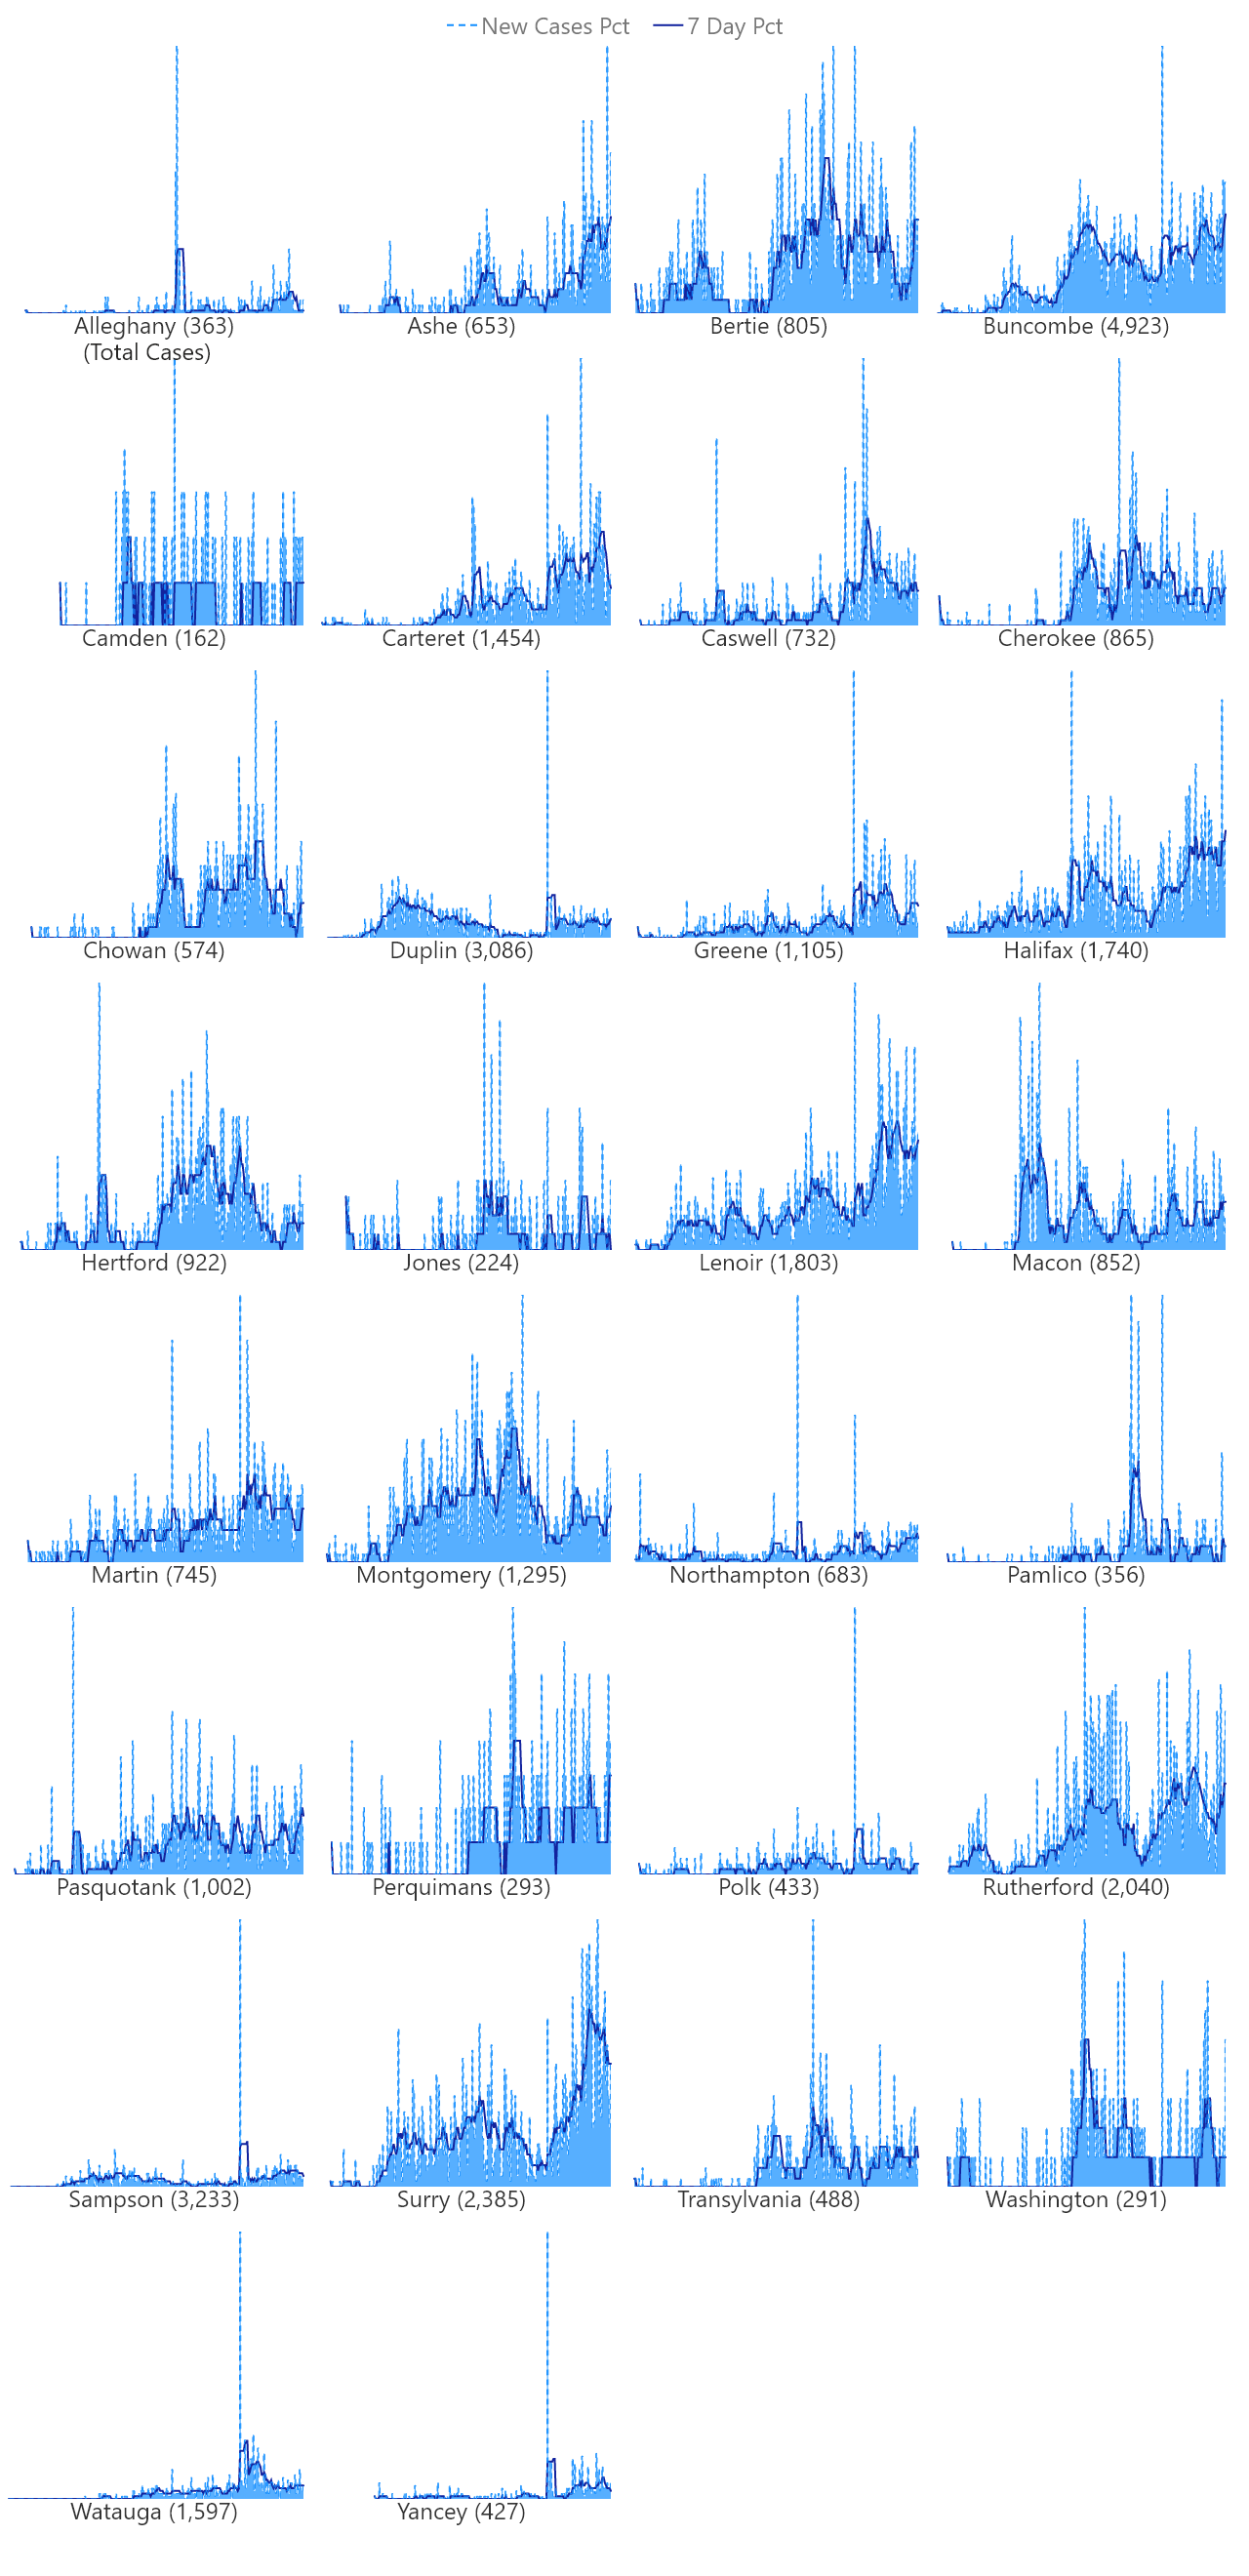 New Cases Pct 7 Day Pct
Alleghany (363) Ashe (653) Bertie (805) Buncombe (4,923)
(Total Cases)
Camden (162) Carteret (1,454) Caswell (732) Cherokee (865)
Chowan (574) Duplin (3,086) Greene (1,105) Halifax (1,740)
Hertford (922) Jones (224) Lenoir (1,803) Macon (852)
Martin (745) Montgomery (1,295) Northampton (683) Pamlico (356)
Pasquotank (1,002) Perquimans (293) Polk (433) Rutherford (2,040)
Sampson (3,233) Surry (2,385) Transylvania (488) Washington (291)
Watauga (1,597) Yancey (427)